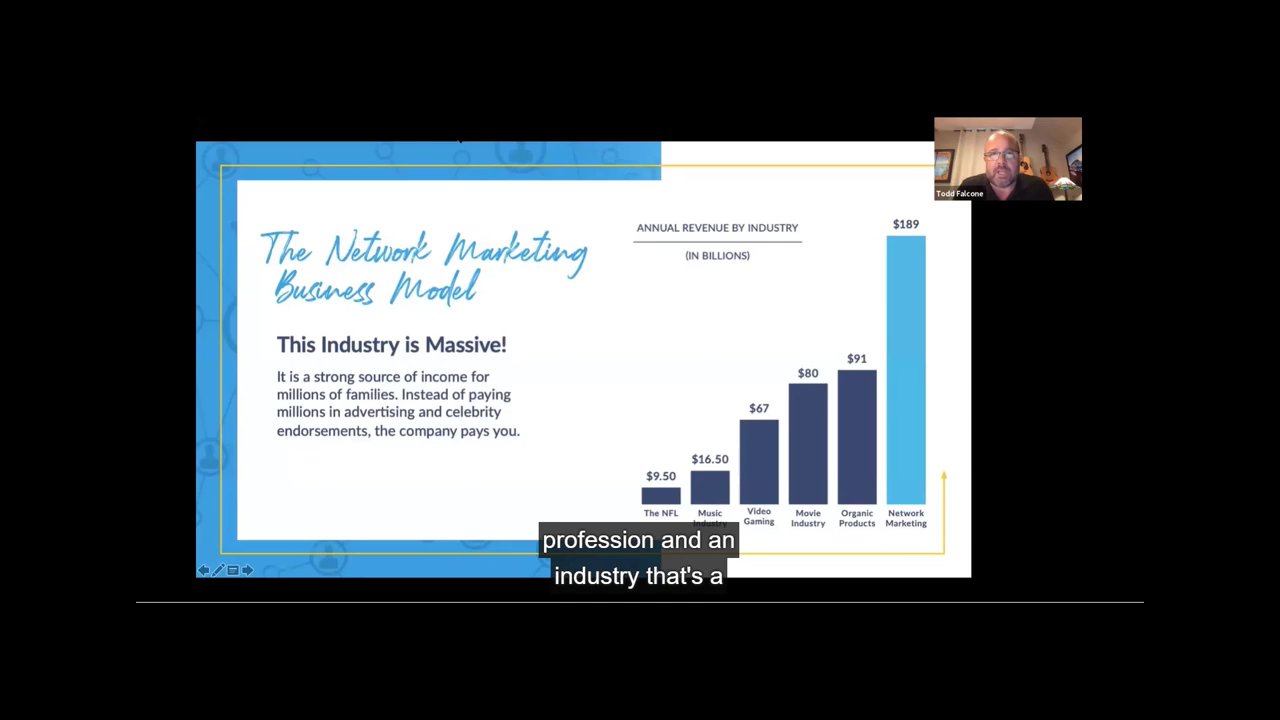 Todd Falcone
The Network Marketing
Business Model
This Industry is Massive!
It is a strong source of income for
millions of families. Instead of paying
millions in advertising and celebrity
endorsements, the company pays you.
ANNUAL REVENUE BY INDUSTRY
(IN BILLIONS)
$9.50
$16.50
$67
$80
$91
$189
The NFL
Music
Industry
Video
Gaming
Movie
Industry
Organic
Products
Network
Marketing
profession and an
industry that's a